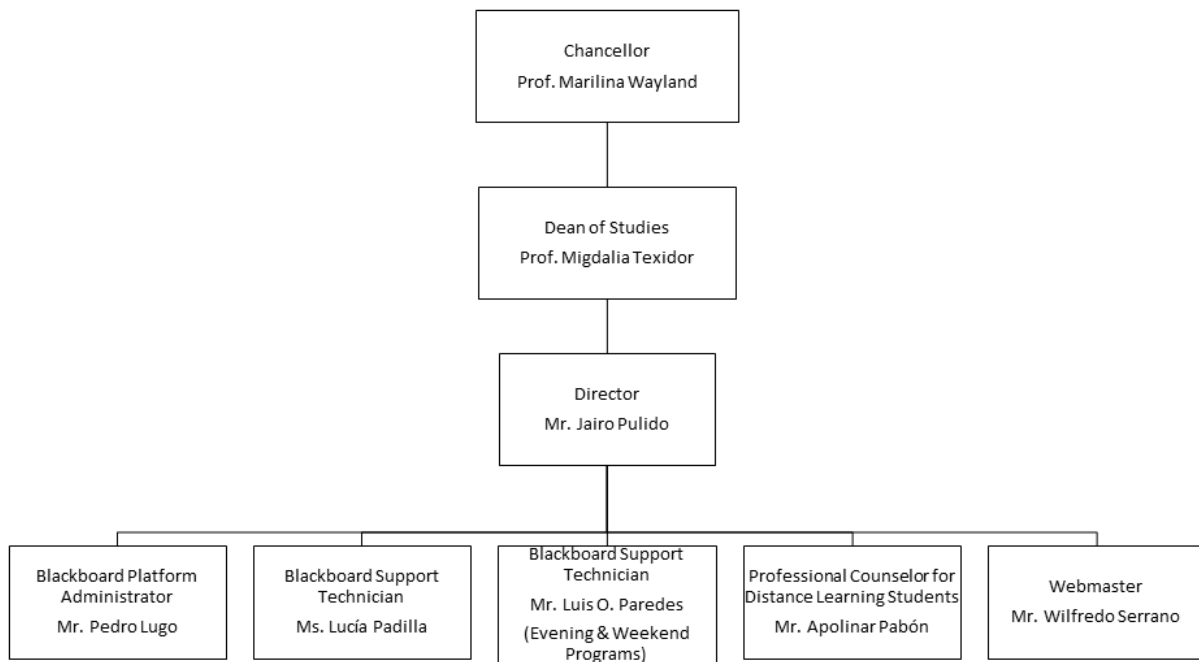 Chancellor
Prof. Marilina Wayland
Dean of Studies
Prof. Migdalia Texidor
Director
Mr. Jairo Pulido
Blackboard Platform
Administrator
Mr. Pedro Lugo
Blackboard Support
Technician
Ms. Lucía Padilla
Blackboard Support
Technician
Mr. Luis O. Paredes
(Evening & Weekend
Programs)
Professional Counselor for
Distance Learning Students
Mr. Apolinar Pabón
Webmaster
Mr. Wilfredo Serrano